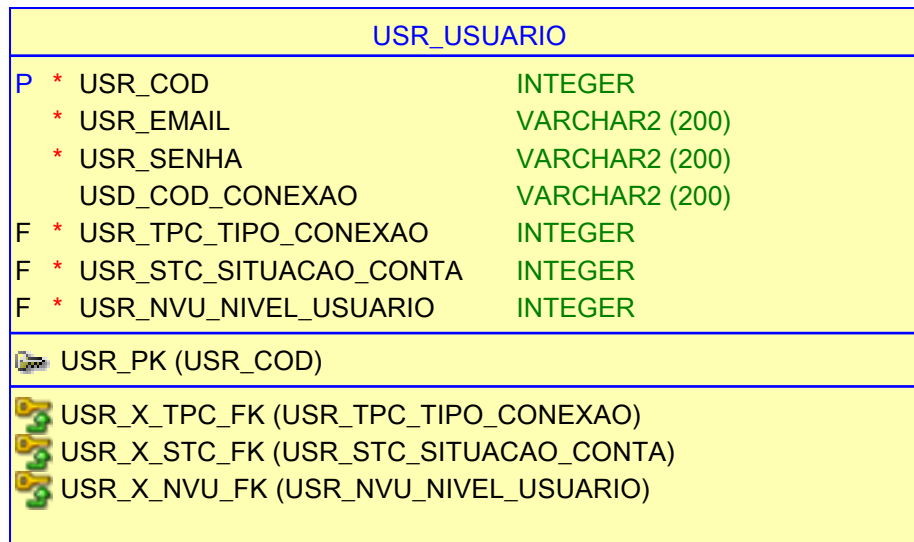 USR_USUARIO
P * USR_COD INTEGER
* USR_EMAIL VARCHAR2 (200)
* USR_SENHA VARCHAR2 (200)
USD_COD_CONEXAO VARCHAR2 (200)
F * USR_TPC_TIPO_CONEXAO INTEGER
F * USR_STC_SITUACAO_CONTA INTEGER
F * USR_NVU_NIVEL_USUARIO INTEGER
USR_PK (USR_COD)
USR_X_TPC_FK (USR_TPC_TIPO_CONEXAO)
USR_X_STC_FK (USR_STC_SITUACAO_CONTA)
USR_X_NVU_FK (USR_NVU_NIVEL_USUARIO)